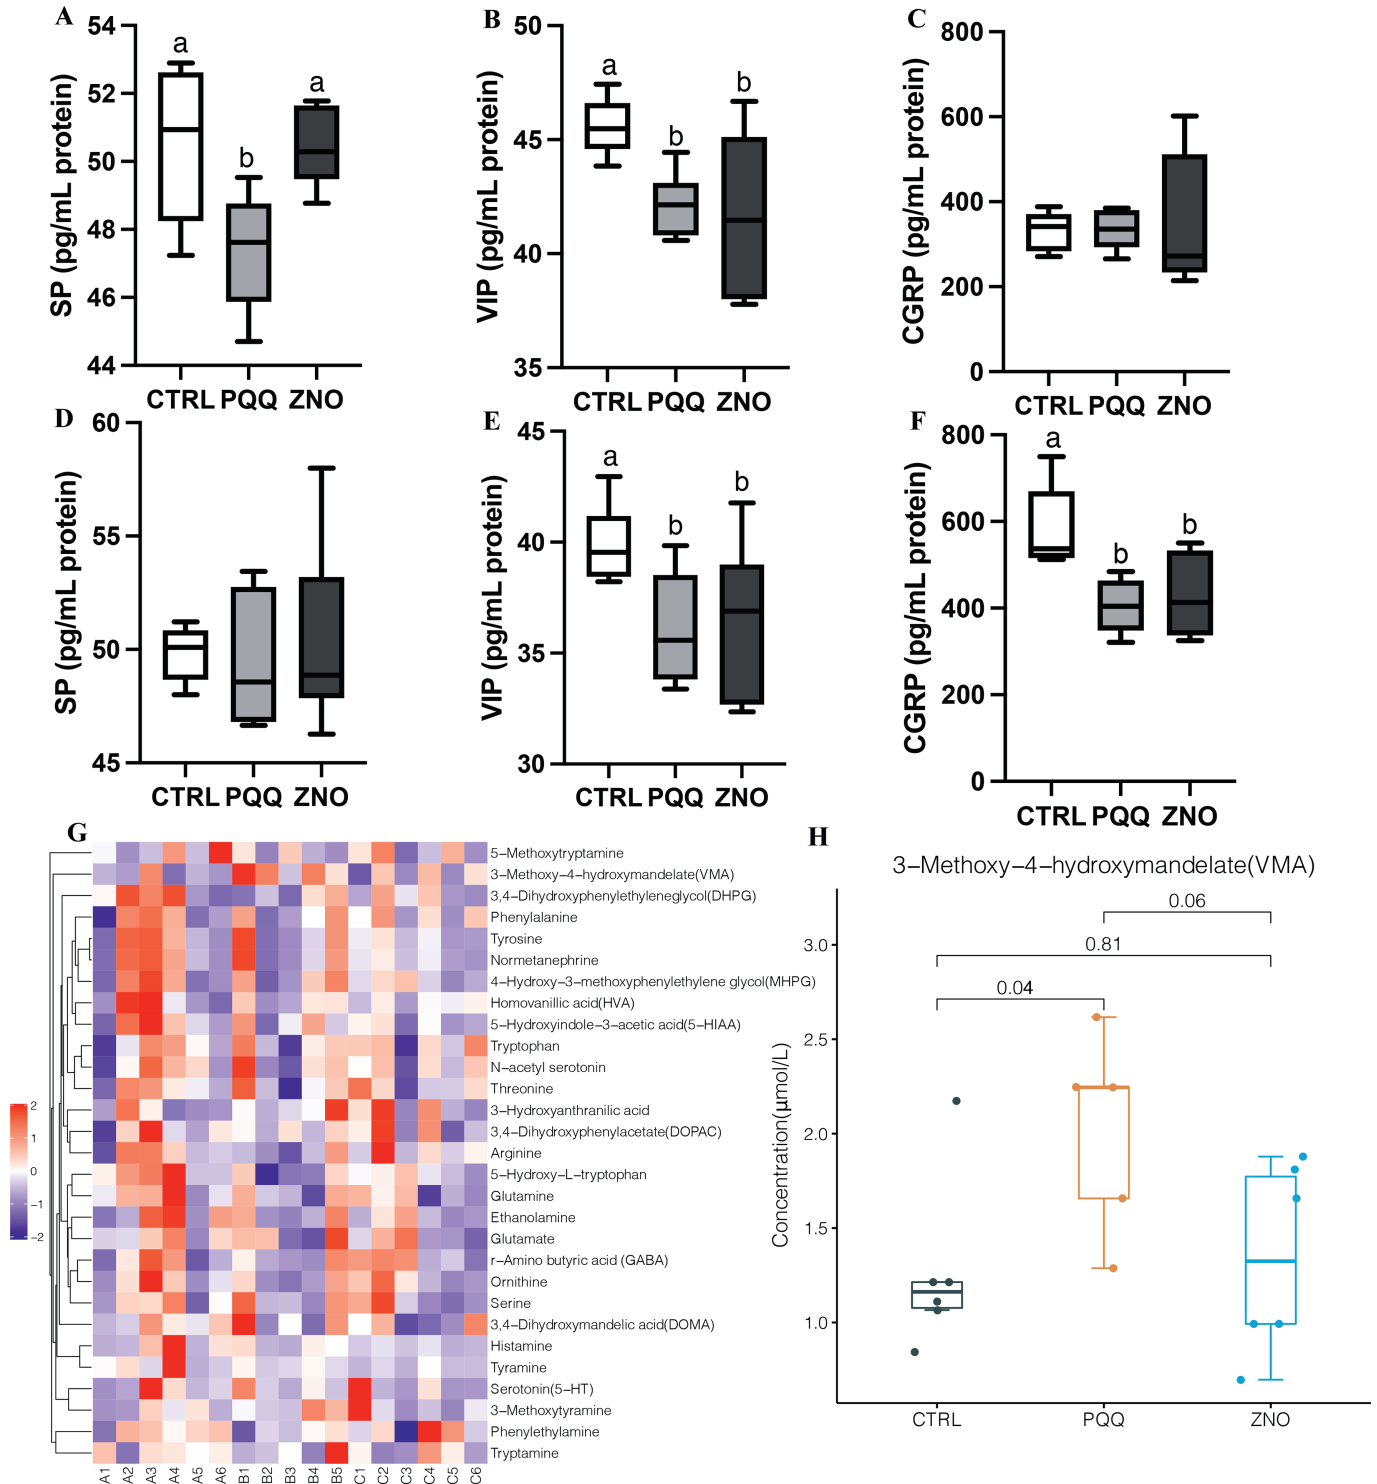 A
54
52
50
48
46
44
SP (pg/mL protein)
a
b
a
CTRL PQQ ZNO
B
50
45
40
35
VIP (pg/mL protein)
a
b
b
CTRL PQQ ZNO
C
800
600
400
200
0
CGRP (pg/mL protein)
CTRL PQQ ZNO
D
60
55
50
45
SP (pg/mL protein)
CTRL PQQ ZNO
E
45
40
35
30
VIP (pg/mL protein)
a
b
b
CTRL PQQ ZNO
F
800
600
400
200
0
CGRP (pg/mL protein)
a
b
b
CTRL PQQ ZNO
G
2
1
0
−1
−2
5−Methoxytryptamine
3−Methoxy−4−hydroxymandelate(VMA)
3,4−Dihydroxyphenylethyleneglycol(DHPG)
Phenylalanine
Tyrosine
Normetanephrine
4−Hydroxy−3−methoxyphenylethylene glycol(MHPG)
Homovanillic acid(HVA)
5−Hydroxyindole−3−acetic acid(5−HIAA)
Tryptophan
N−acetyl serotonin
Threonine
3−Hydroxyanthranilic acid
3,4−Dihydroxyphenylacetate(DOPAC)
Arginine
5−Hydroxy−L−tryptophan
Glutamine
Ethanolamine
Glutamate
r−Amino butyric acid (GABA)
Ornithine
Serine
3,4−Dihydroxymandelic acid(DOMA)
Histamine
Tyramine
Serotonin(5−HT)
3−Methoxytyramine
Phenylethylamine
Tryptamine
A1 A2 A3 A4 A5 A6 B1 B2 B3 B4 B5 C1 C2 C3 C4 C5 C6
H
3−Methoxy−4−hydroxymandelate(VMA)
0.06
0.81
0.04
3.0
2.5
2.0
1.5
1.0
Concentration(μmol/L)
CTRL PQQ ZNO